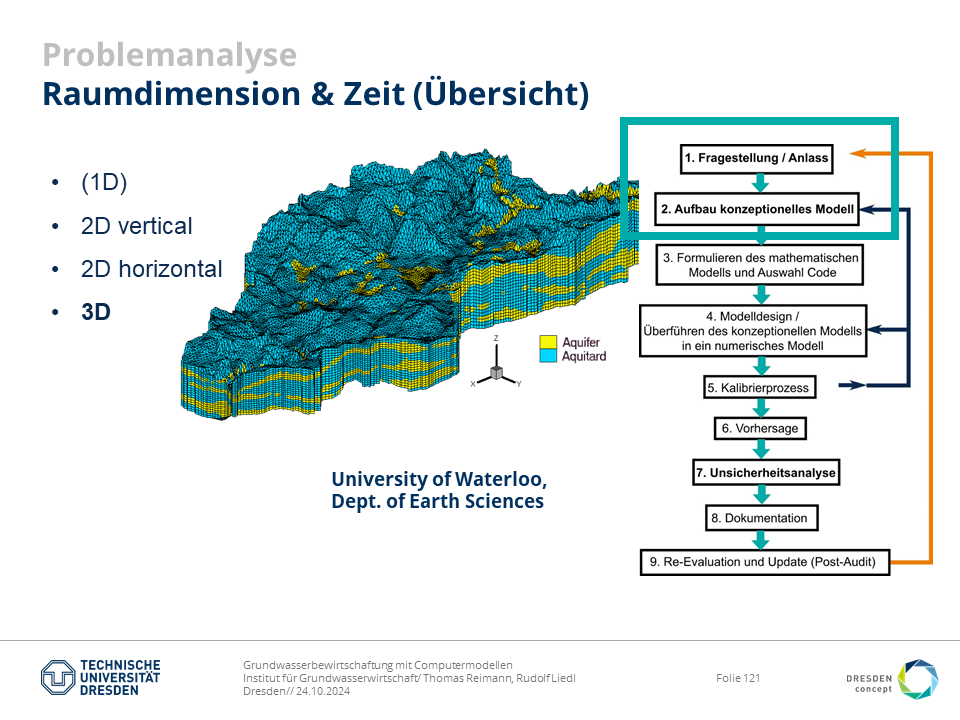 Problemanalyse
Raumdimension & Zeit (Übersicht)
• (1D)
• 2D vertical
• 2D horizontal
• 3D
Z
X
Y
Aquifer
Aquitard
University of Waterloo,
Dept. of Earth Sciences
1. Fragestellung / Anlass
2. Aufbau konzeptionelles Modell
3. Formulieren des mathematischen
Modells und Auswahl Code
4. Modelldesign /
Überführen des konzeptionellen Modells
in ein numerisches Modell
5. Kalibrierprozess
6. Vorhersage
7. Unsicherheitsanalyse
8. Dokumentation
9. Re-Evaluation und Update (Post-Audit)
TECHNISCHE
UNIVERSITÄT
DRESDEN
Grundwasserbewirtschaftung mit Computermodellen
Institut für Grundwasserwirtschaft/ Thomas Reimann, Rudolf Liedl
Dresden// 24.10.2024
Folie 121
DRESDEN
concept